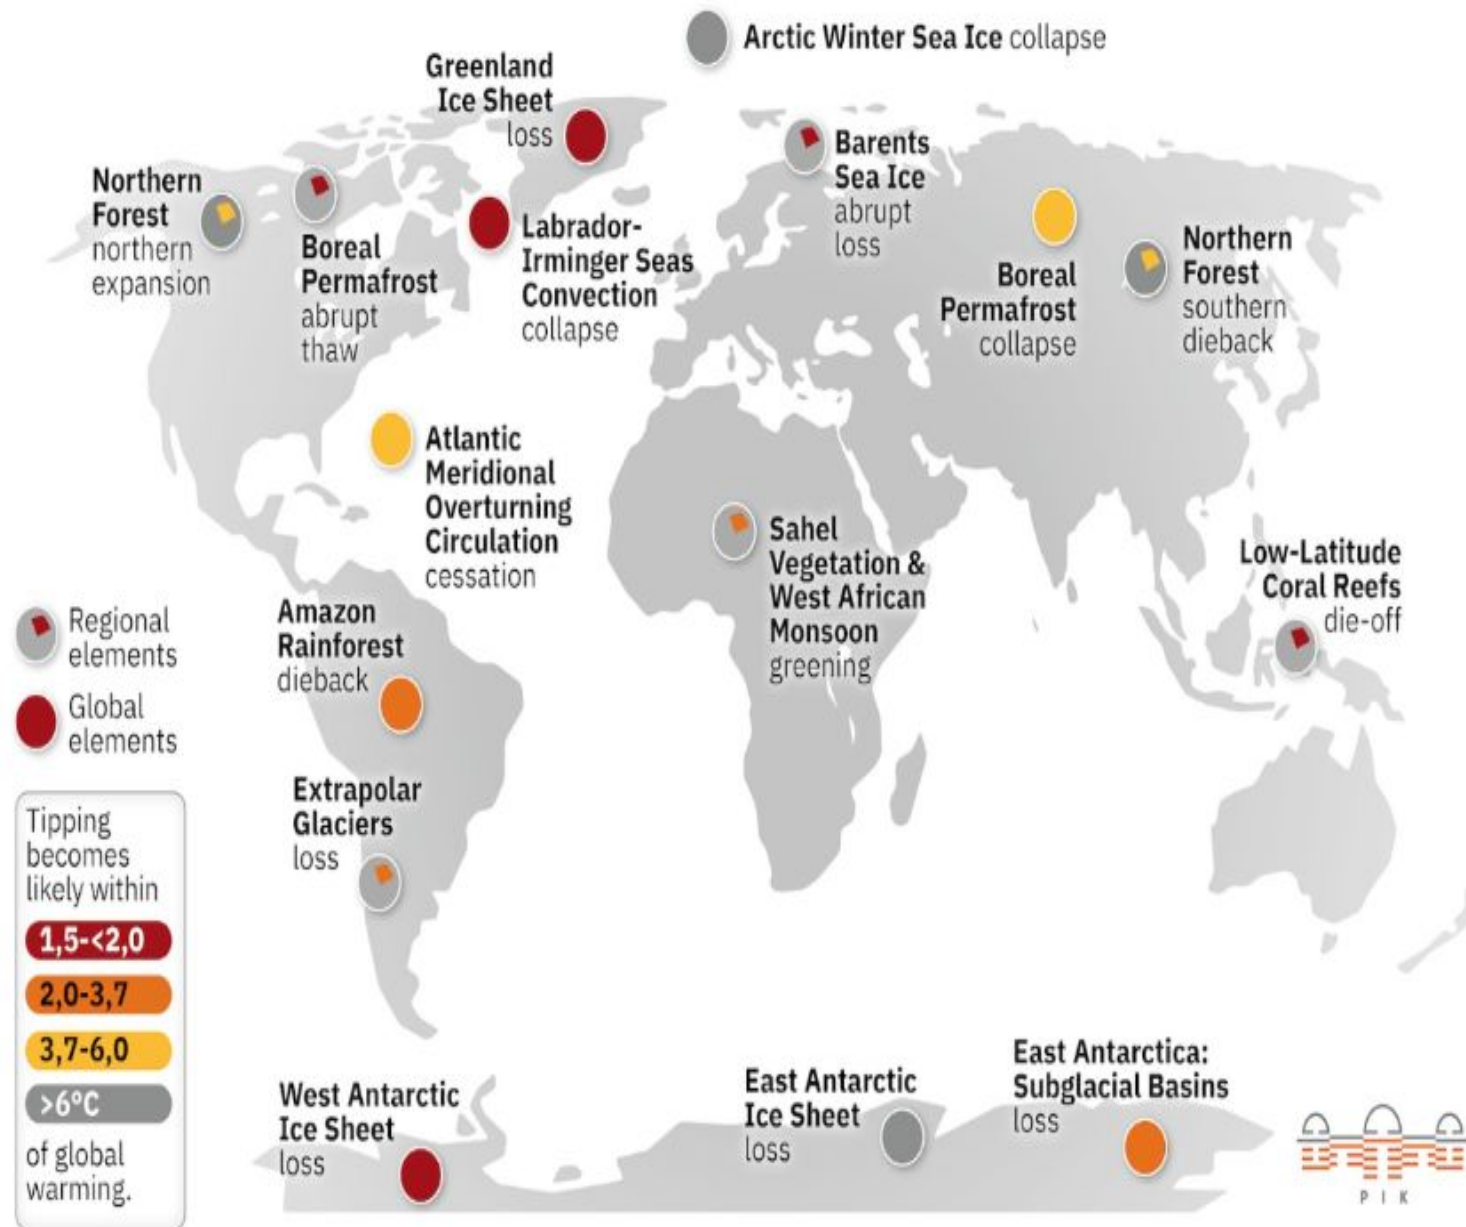 Arctic Winter Sea Ice collapse
Greenland
Ice Sheet
loss
Barents
Sea Ice
abrupt
loss
Northern
Forest
northern
expansion
Boreal
Permafrost
abrupt
thaw
Labrador-
Irminger Seas
Convection
collapse
Boreal
Permafrost
collapse
Northern
Forest
southern
dieback
Atlantic
Meridional
Overturning
Circulation
cessation
Sahel
Vegetation &
West African
Monsoon
greening
Low-Latitude
Coral Reefs
die-off
Amazon
Rainforest
dieback
Extrapolar
Glaciers
loss
Regional
elements
Global
elements
Tipping
becomes
likely within
1,5-<2,0
2,0-3,7
3,7-6,0
>6°C
of global
warming.
West Antarctic
Ice Sheet
loss
East Antarctic
Ice Sheet
loss
East Antarctica:
Subglacial Basins
loss
P I K